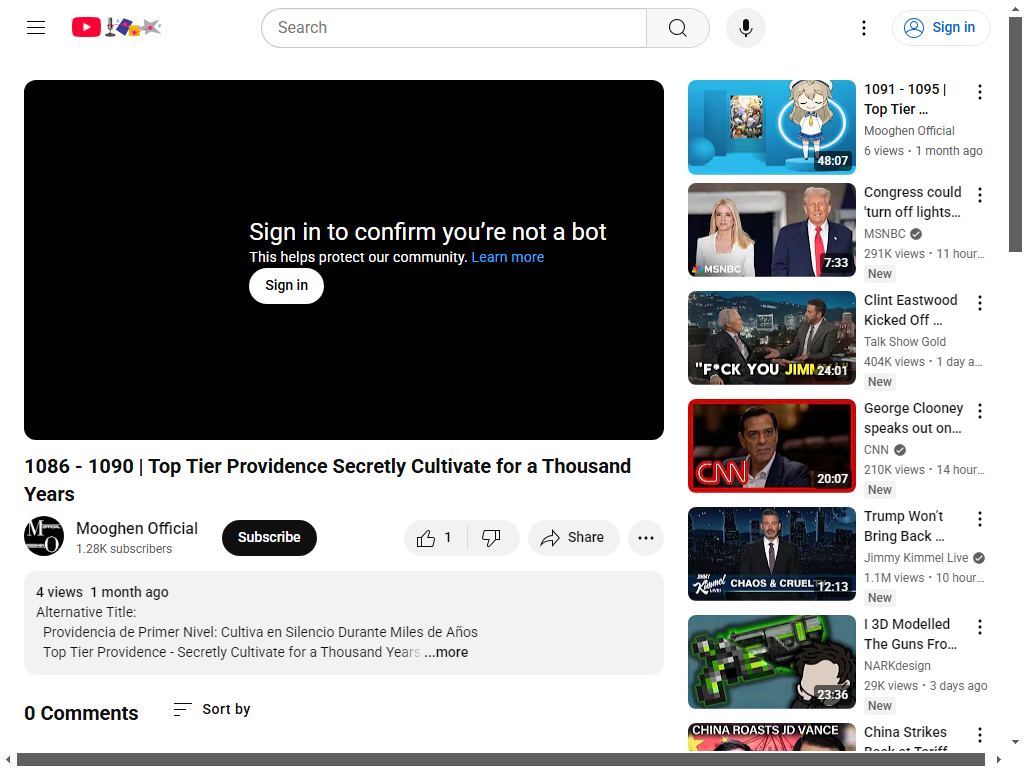 Search
Sign in
Sign in to confirm you’re not a bot
This helps protect our community. Learn more
Sign in
1086 - 1090 | Top Tier Providence Secretly Cultivate for a Thousand
Years
Mooghen Official
1.28K subscribers
Subscribe
1
Share
4 views 1 month ago
Alternative Title:
Providencia de Primer Nivel: Cultiva en Silencio Durante Miles de Años
Top Tier Providence - Secretly Cultivate for a Thousand Years ...more
0 Comments
Sort by
48:07
1091 - 1095 |
Top Tier ...
Mooghen Official
6 views • 1 month ago
MSNBC
7:33
Congress could
'turn off lights...
MSNBC
291K views • 11 hour...
New
"F*CK YOU
24:01
Clint Eastwood
Kicked Off ...
Talk Show Gold
404K views • 1 day a...
New
CNN
20:07
George Clooney
speaks out on...
CNN
210K views • 14 hour...
New
JIMMY
Kimmel
LIVE!
CHAOS &
12:13
Trump Won’t
Bring Back ...
Jimmy Kimmel Live
1.1M views • 10 hour...
New
23:36
I 3D Modelled
The Guns Fro...
NARKdesign
29K views • 3 days ago
New
CHINA ROASTS JD VANCE
China Strikes
Back at Tariff